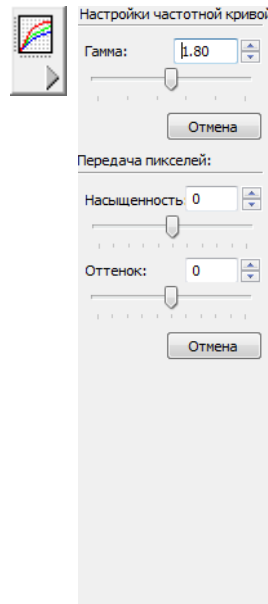 Настройки частотной кривой
Гамма: 1.80
Отмена
Передача пикселей:
Насыщенность: 0
Оттенок: 0
Отмена